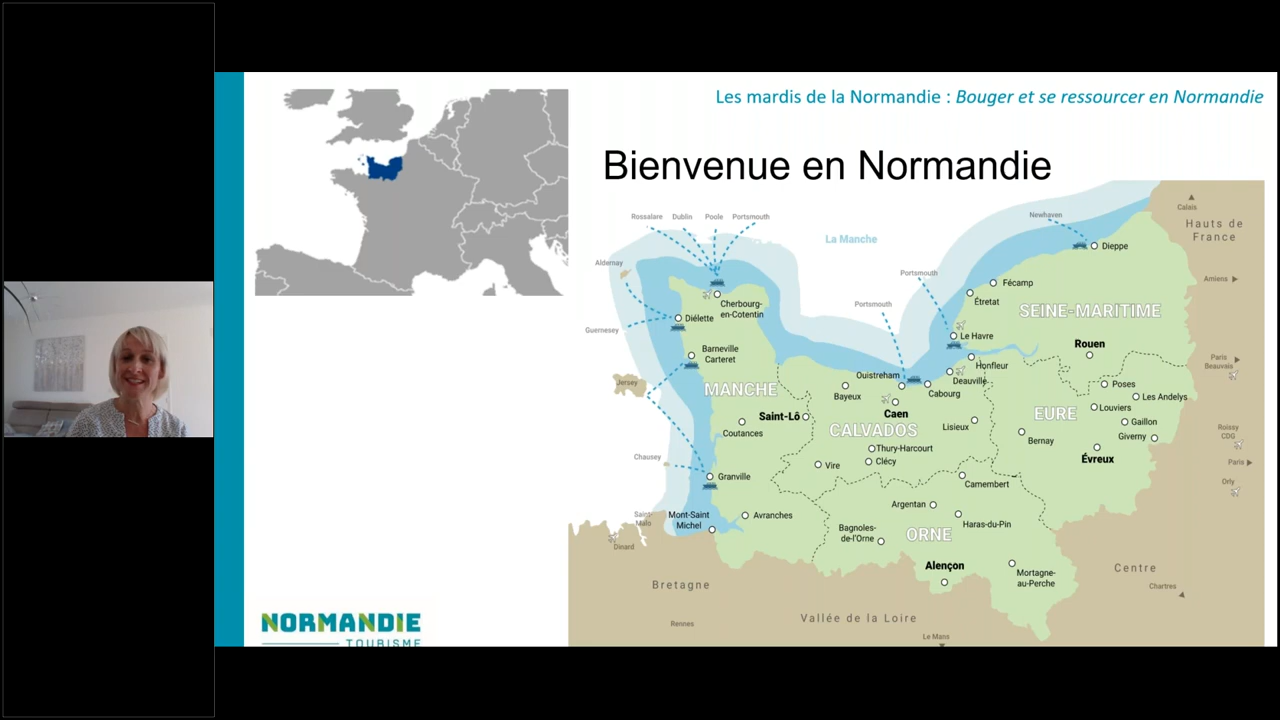 Les mardis de la Normandie : Bouger et se ressourcer en Normandie
Bienvenue en Normandie
Rossalare
Dublin
Poole
Portsmouth
Newhaven
Calais
Hauts de
France
La Manche
Dieppe
Aldernay
Portsmouth
Amiens
Fécamp
Étretat
Portsmouth
Cherbourg-
en-Cotentin
SEINE-MARITIME
Diélette
Guernesey
Le Havre
Rouen
Barneville
Carteret
Paris
Beauvais
Honfleur
Ouistreham
Deauville
Jersey
MANCHE
Bayeux
Cabourg
Poses
Les Andelys
Caen
Louviers
Saint-Lô
EURE
Gaillon
CALVADOS
Lisieux
Coutances
Bernay
Giverny
Roissy
CDG
Thury-Harcourt
Évreux
Chausey
Vire
Clécy
Paris
Granville
Camembert
Orly
Argentan
Saint-
Malo
Mont-Saint
Michel
Avranches
Haras-du-Pin
Bagnoles-
de-l'Orne
ORNE
Dinard
Alençon
Mortagne-
au-Perche
Centre
Bretagne
Chartres
Vallée de la Loire
Rennes
Le Mans
NORMANDIE
TOURISME